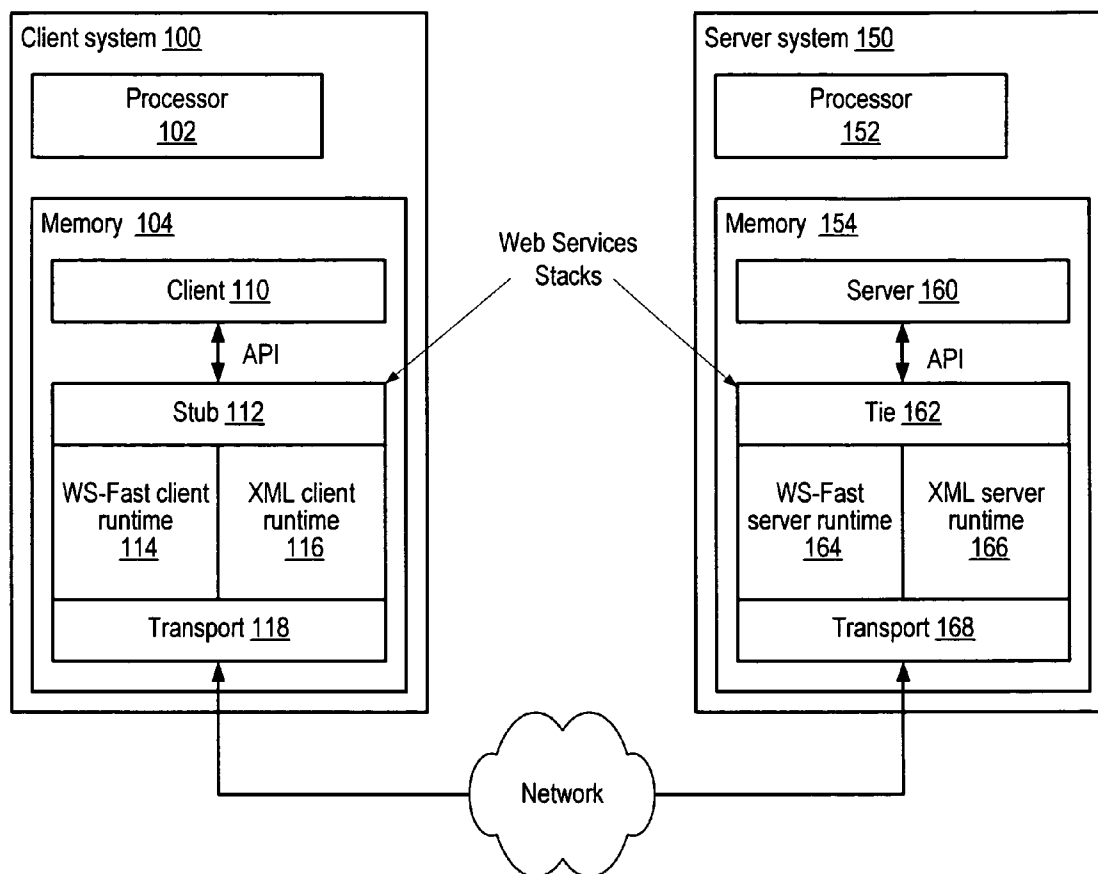 Client system 100
Processor
102
Memory 104
Client 110
API
Stub 112
WS-Fast client
runtime
114
XML client
runtime
116
Transport 118
Web Services
Stacks
Server system 150
Processor
152
Memory 154
Server 160
API
Tie 162
WS-Fast
server runtime
164
XML server
runtime
166
Transport 168
Network